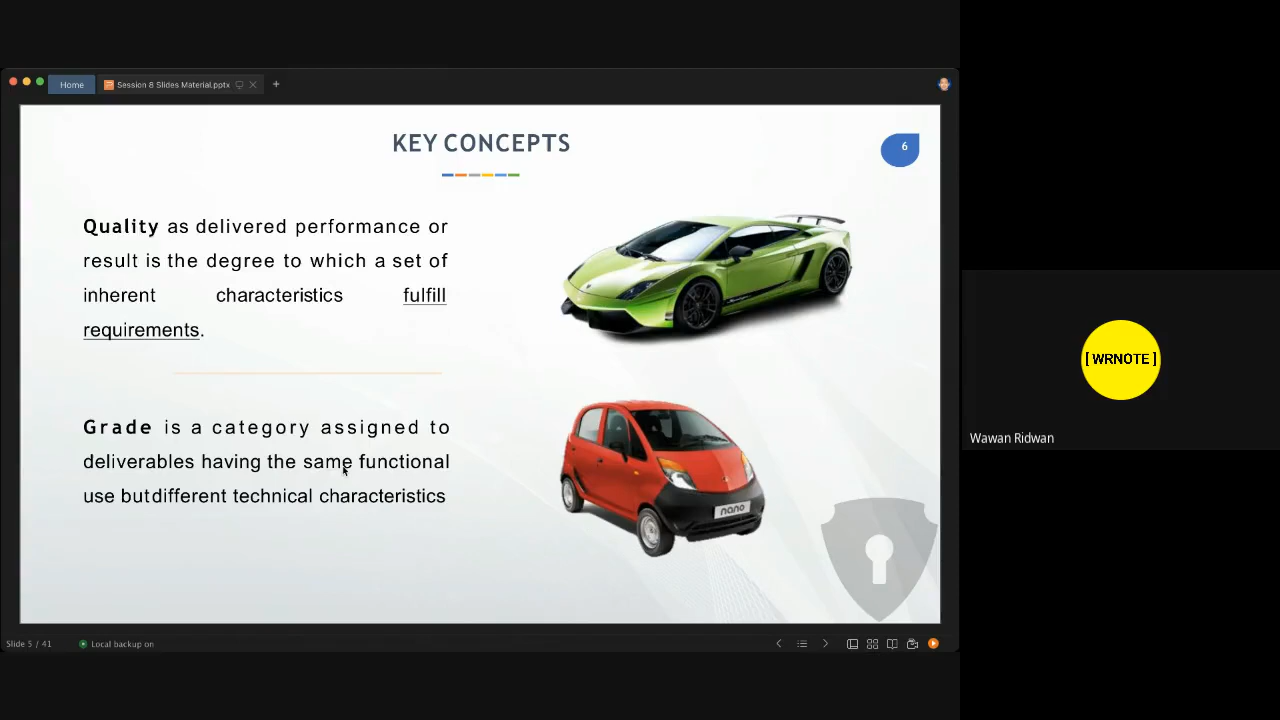 Home
Session 8 Slides Material.pptx
KEY CONCEPTS
6
Quality as delivered performance or
result is the degree to which a set of
inherent characteristics fulfill
requirements.
Grade is a category assigned to
deliverables having the same functional
use but different technical characteristics
nano
[WRNOTE]
Wawan Ridwan
Slide 5 / 41
Local backup on